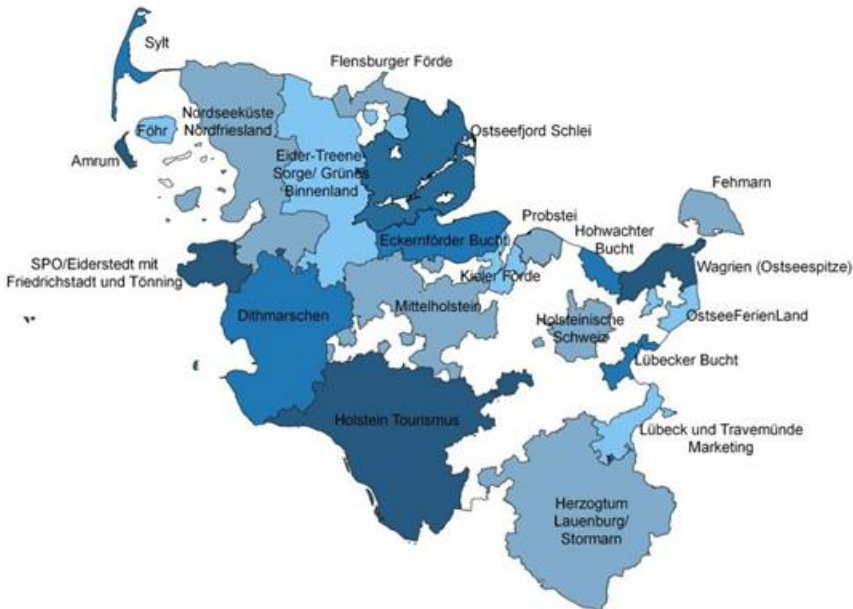 Sylt
Flensburger Förde
Nordseeküste
Nordfriesland
Föhr
Ostseefjord Schlei
Amrum
Eider-Treene-
Sorge/ Grünes
Binnenland
Fehmarn
Probstei
Hohwachter
Bucht
Eckernförder Bucht
SPO/Eiderstedt mit
Friedrichstadt und Tönning
Kieler Förde
Wagrien (Ostseespitze)
Mittelholstein
Dithmarschen
Holsteinische
Schweiz
OstseeFerienLand
Lübecker Bucht
Holstein Tourismus
Lübeck und Travemünde
Marketing
Herzogtum
Lauenburg/
Stormarn